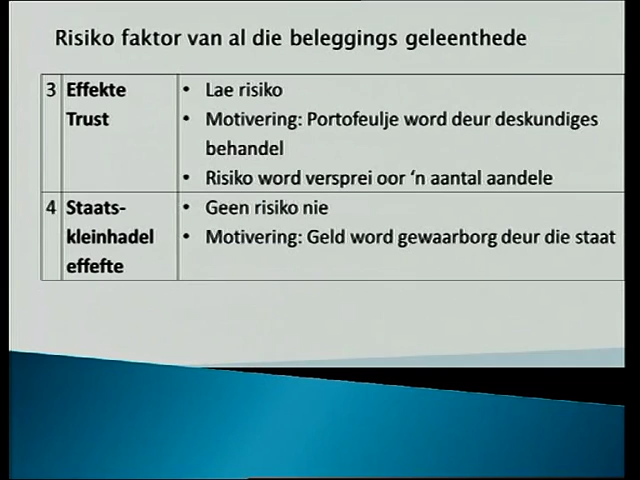 Risiko faktor van al die beleggings geleenthede
3 Effekte • Lae risiko
Trust • Motivering: Portofeulje word deur deskundiges
behandel
• Risiko word versprei oor ‘n aantal aandele
4 Staats- • Geen risiko nie
kleinhadel • Motivering: Geld word gewaarborg deur die staat
effefte